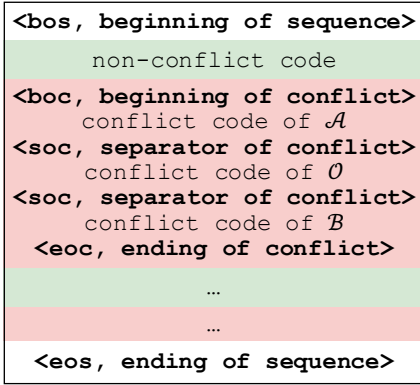 <bos, beginning of sequence>
non-conflict code
<boc, beginning of conflict>
conflict code of 𝒜
<soc, separator of conflict>
conflict code of 𝒪
<soc, separator of conflict>
conflict code of ℬ
<eoc, ending of conflict>
…
…
<eos, ending of sequence>